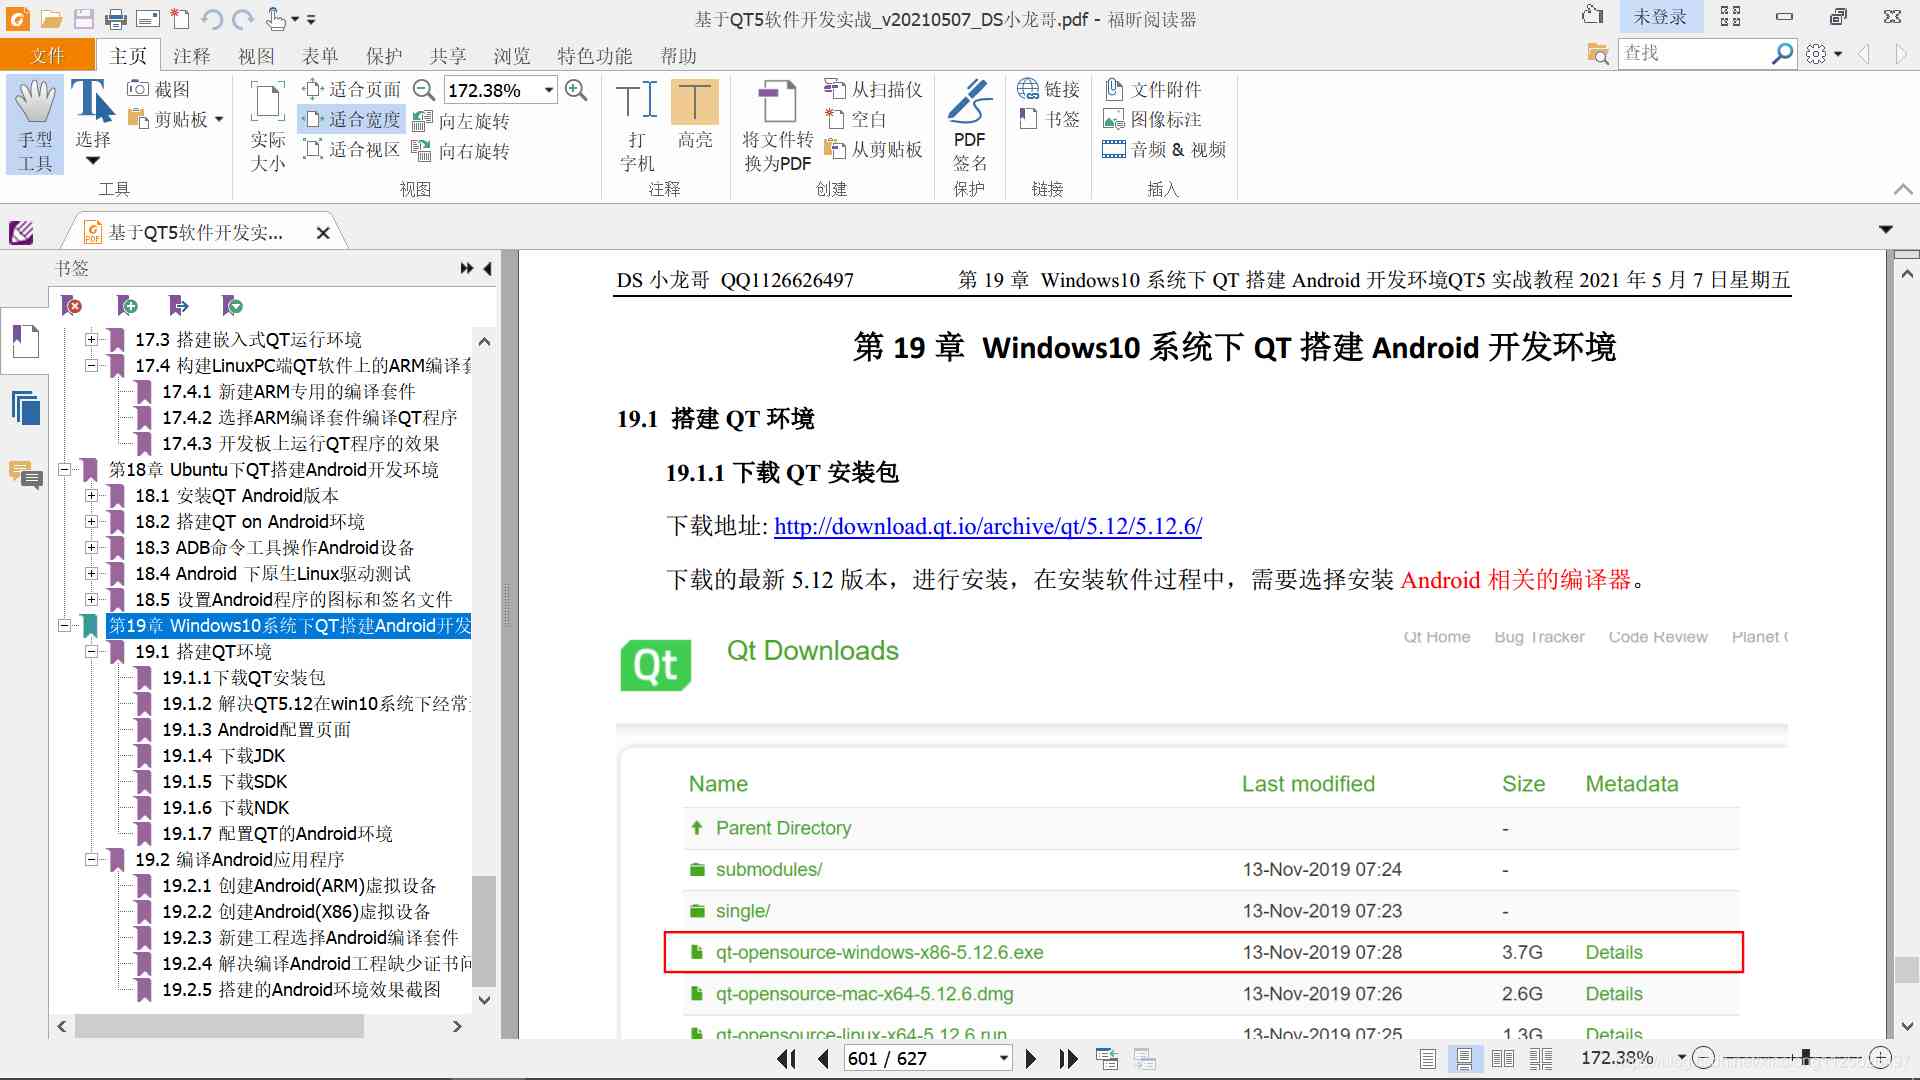 基于QT5软件开发实战_v20210507_DS小龙哥.pdf - 福昕阅读器
未登录
文件 主页 注释 视图 表单 保护 共享 浏览 特色功能 帮助
查找
手型
工具
选择
截图
剪贴板
工具
实际
大小
适合页面
适合宽度
适合视区
172.38%
向左旋转
向右旋转
视图
打
字机
高亮
注释
将文件转
换为PDF
从扫描仪
空白
从剪贴板
创建
PDF
签名
保护
链接
书签
链接
文件附件
图像标注
音频 & 视频
插入
基于QT5软件开发实...
书签
17.3 搭建嵌入式QT运行环境
17.4 构建LinuxPC端QT软件上的ARM编译套
17.4.1 新建ARM专用的编译套件
17.4.2 选择ARM编译套件编译QT程序
17.4.3 开发板上运行QT程序的效果
第18章 Ubuntu下QT搭建Android开发环境
18.1 安装QT Android版本
18.2 搭建QT on Android环境
18.3 ADB命令工具操作Android设备
18.4 Android 下原生Linux驱动测试
18.5 设置Android程序的图标和签名文件
第19章 Windows10系统下QT搭建Android开发
19.1 搭建QT环境
19.1.1下载QT安装包
19.1.2 解决QT5.12在win10系统下经常
19.1.3 Android配置页面
19.1.4 下载JDK
19.1.5 下载SDK
19.1.6 下载NDK
19.1.7 配置QT的Android环境
19.2 编译Android应用程序
19.2.1 创建Android(ARM)虚拟设备
19.2.2 创建Android(X86)虚拟设备
19.2.3 新建工程选择Android编译套件
19.2.4 解决编译Android工程缺少证书问
19.2.5 搭建的Android环境效果截图
DS 小龙哥 QQ1126626497 第 19 章 Windows10 系统下 QT 搭建 Android 开发环境QT5 实战教程 2021 年 5 月 7 日星期五
第 19 章 Windows10 系统下 QT 搭建 Android 开发环境
19.1 搭建 QT 环境
19.1.1 下载 QT 安装包
下载地址: http://download.qt.io/archive/qt/5.12/5.12.6/
下载的最新 5.12 版本，进行安装，在安装软件过程中，需要选择安装 Android 相关的编译器。
Qt Qt Downloads
Qt Home Bug Tracker Code Review Planet
Name Last modified Size Metadata
Parent Directory -
submodules/ 13-Nov-2019 07:24 -
single/ 13-Nov-2019 07:23 -
qt-opensource-windows-x86-5.12.6.exe 13-Nov-2019 07:28 3.7G Details
qt-opensource-mac-x64-5.12.6.dmg 13-Nov-2019 07:26 2.6G Details
qt-opensource-linux-x64-5.12.6.run 13-Nov-2019 07:25 1.3G Details
601 / 627
172.38%